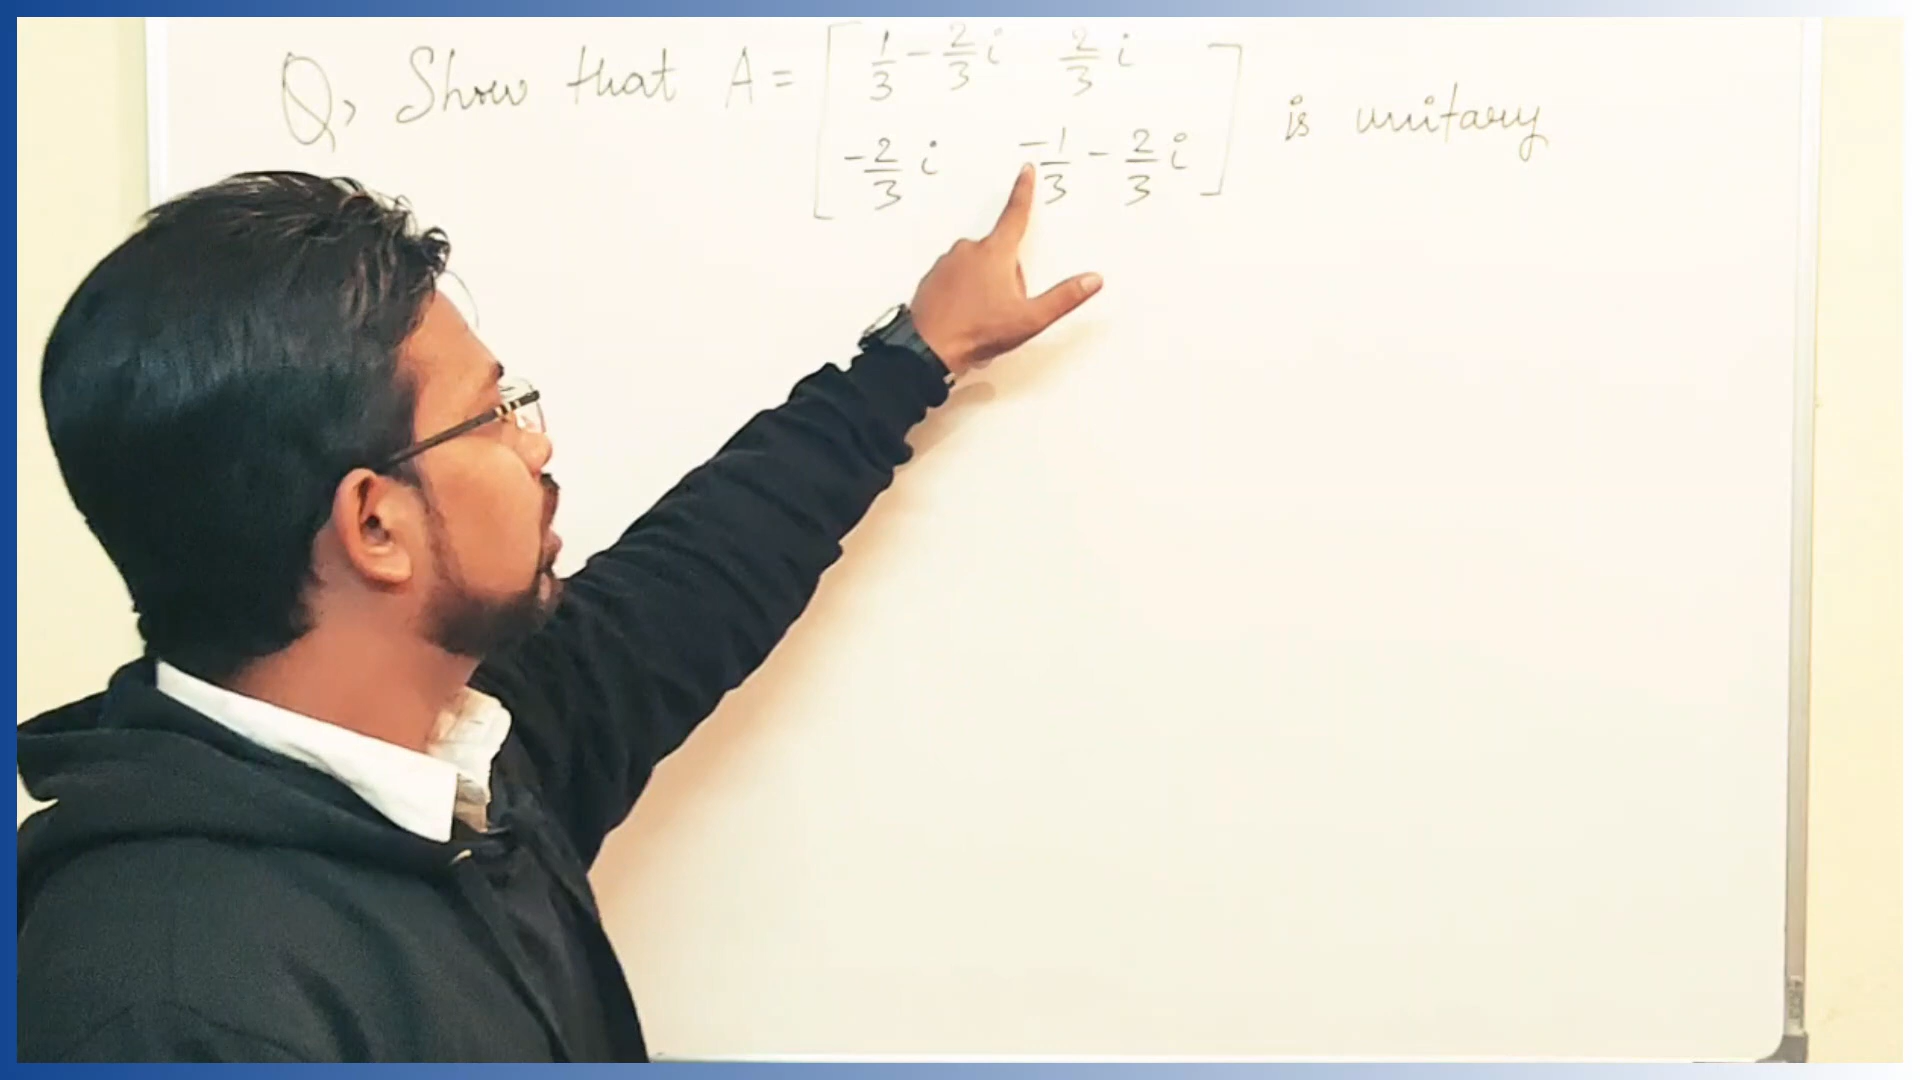 Q, Show that A = [ 1/3 - 2/3 i   2/3 i
-2/3 i   -1/3 - 2/3 i ] is unitary